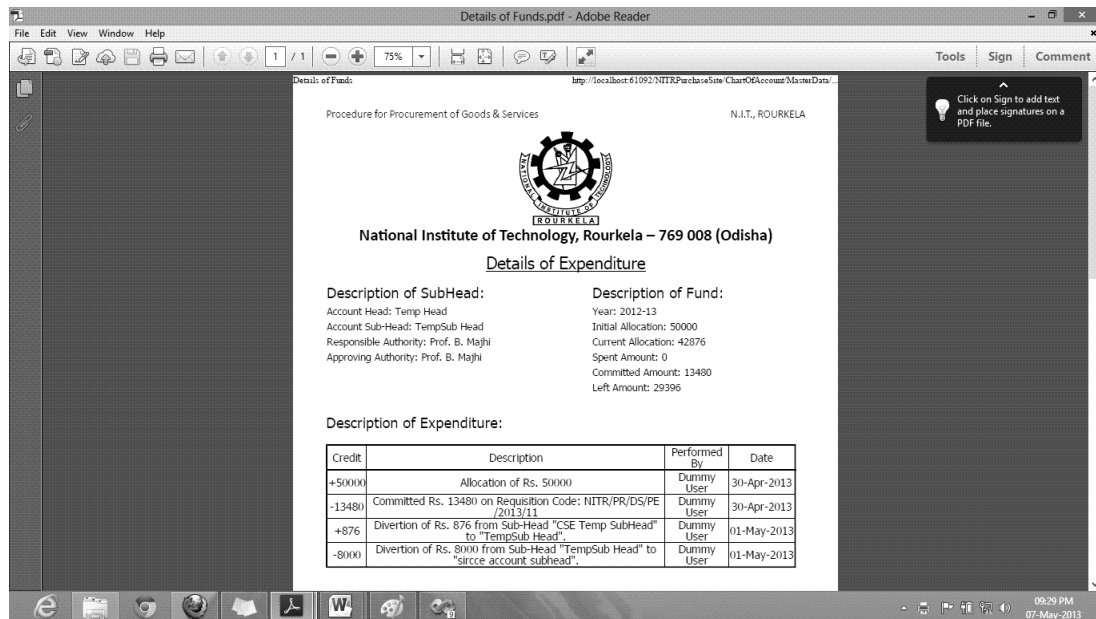 Details of Funds.pdf - Adobe Reader
File Edit View Window Help
1 / 1 75% Tools Sign Comment
Click on Sign to add text
and place signatures on a
PDF file.
Details of Funds http://localhost:61092/NITRPurchaseSite/ChartOfAccount/MasterData/...
Procedure for Procurement of Goods & Services N.I.T., ROURKELA
NATIONAL INSTITUTE OF TECHNOLOGY
ROURKELA
National Institute of Technology, Rourkela – 769 008 (Odisha)
Details of Expenditure
Description of SubHead:
Account Head: Temp Head
Account Sub-Head: TempSub Head
Responsible Authority: Prof. B. Majhi
Approving Authority: Prof. B. Majhi
Description of Fund:
Year: 2012-13
Initial Allocation: 50000
Current Allocation: 42876
Spent Amount: 0
Committed Amount: 13480
Left Amount: 29396
Description of Expenditure:
Credit Description Performed By Date
+50000 Allocation of Rs. 50000 Dummy User 30-Apr-2013
-13480 Committed Rs. 13480 on Requisition Code: NITR/PR/DS/PE
/2013/11 Dummy User 30-Apr-2013
+876 Divertion of Rs. 876 from Sub-Head "CSE Temp SubHead"
to "TempSub Head". Dummy User 01-May-2013
-8000 Divertion of Rs. 8000 from Sub-Head "TempSub Head" to
"sircce account subhead". Dummy User 01-May-2013
09:29 PM
07-May-2013